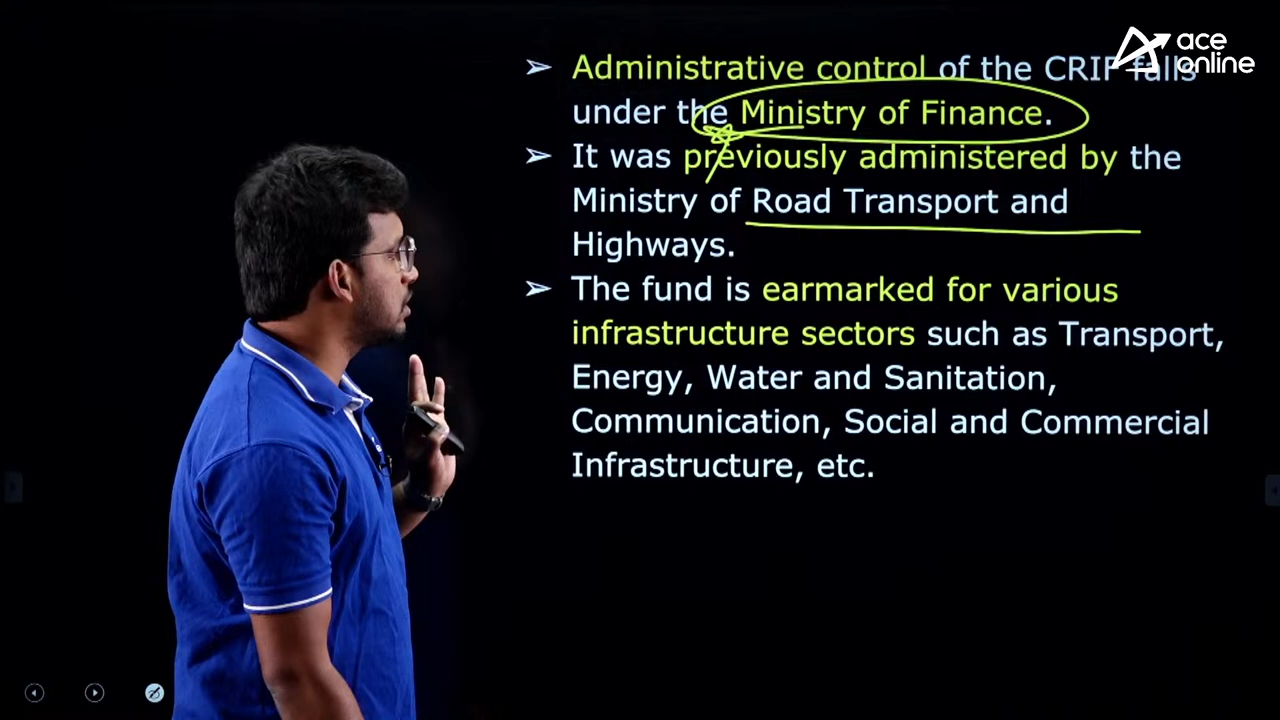 ace
online
➢ Administrative control of the CRIF falls
under the Ministry of Finance.
➢ It was previously administered by the
Ministry of Road Transport and
Highways.
➢ The fund is earmarked for various
infrastructure sectors such as Transport,
Energy, Water and Sanitation,
Communication, Social and Commercial
Infrastructure, etc.